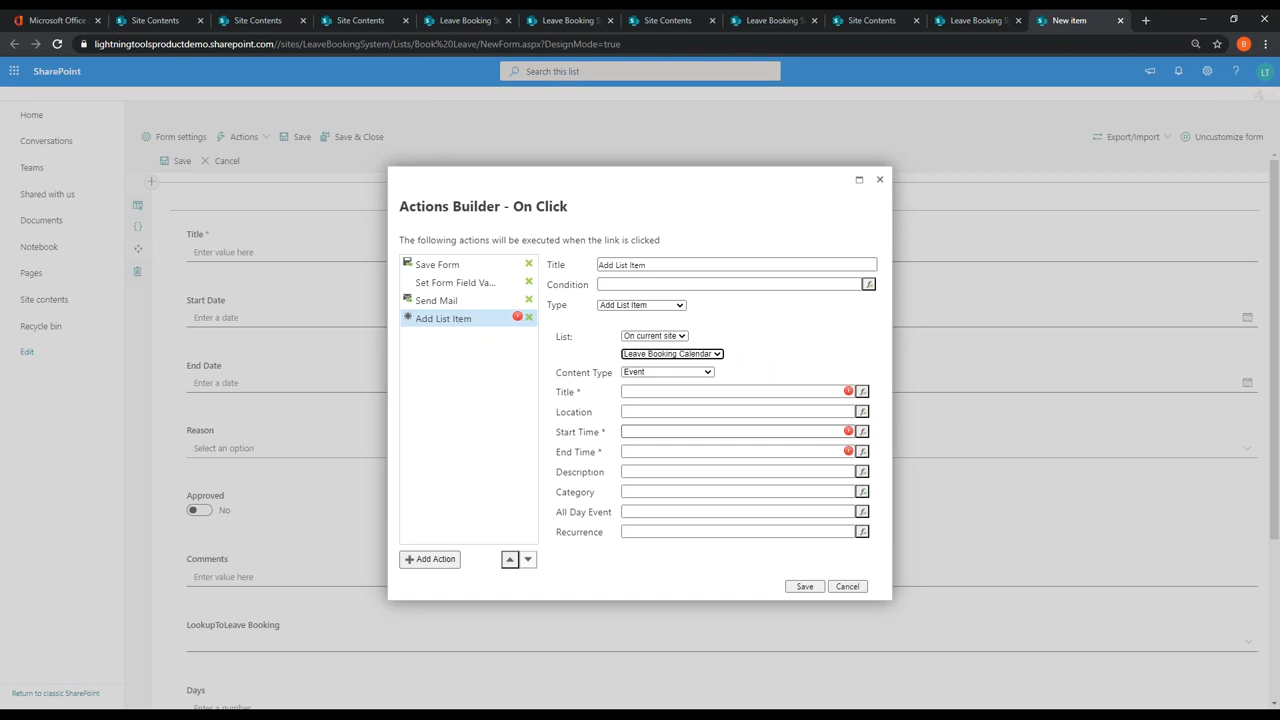 Microsoft Office
Site Contents
Site Contents
Site Contents
Leave Booking Sy
Leave Booking S
Site Contents
Leave Booking Sy
Site Contents
Leave Booking Sy
New item
lightningtoolsproductdemo.sharepoint.com//sites/LeaveBookingSystem/Lists/Book%20Leave/NewForm.aspx?DesignMode=true
B
SharePoint
Search this list
?
LT
Home
Conversations
Teams
Shared with us
Documents
Notebook
Pages
Site contents
Recycle bin
Edit
Return to classic SharePoint
Form settings
Actions
Save
Save & Close
Export/Import
Uncustomize form
Save
Cancel
Title *
Enter value here
Start Date
Enter a date
End Date
Enter a date
Reason
Select an option
Approved
No
Comments
Enter value here
LookupToLeave Booking
Days
Enter a number
Actions Builder - On Click
The following actions will be executed when the link is clicked
Save Form
Set Form Field Va...
Send Mail
Add List Item
Add Action
Title
Add List Item
Condition
Type
Add List Item
List:
On current site
Leave Booking Calendar
Content Type
Event
Title *
Location
Start Time *
End Time *
Description
Category
All Day Event
Recurrence
Save
Cancel